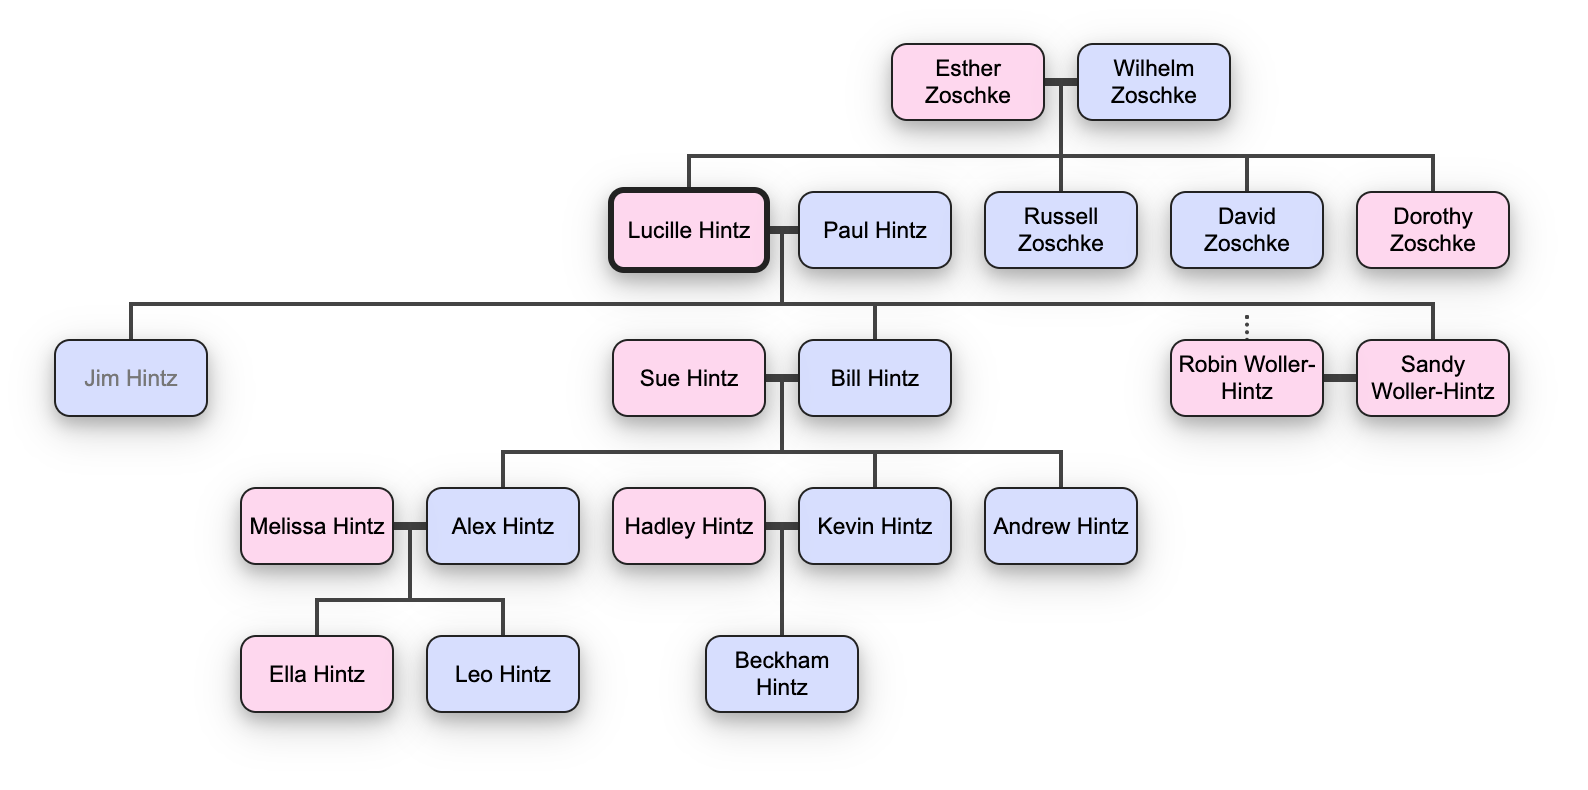 Esther
Zoschke
Wilhelm
Zoschke
Lucille Hintz
Paul Hintz
Russell
Zoschke
David
Zoschke
Dorothy
Zoschke
Jim Hintz
Sue Hintz
Bill Hintz
Robin Woller-
Hintz
Sandy
Woller-Hintz
Melissa Hintz
Alex Hintz
Hadley Hintz
Kevin Hintz
Andrew Hintz
Ella Hintz
Leo Hintz
Beckham
Hintz